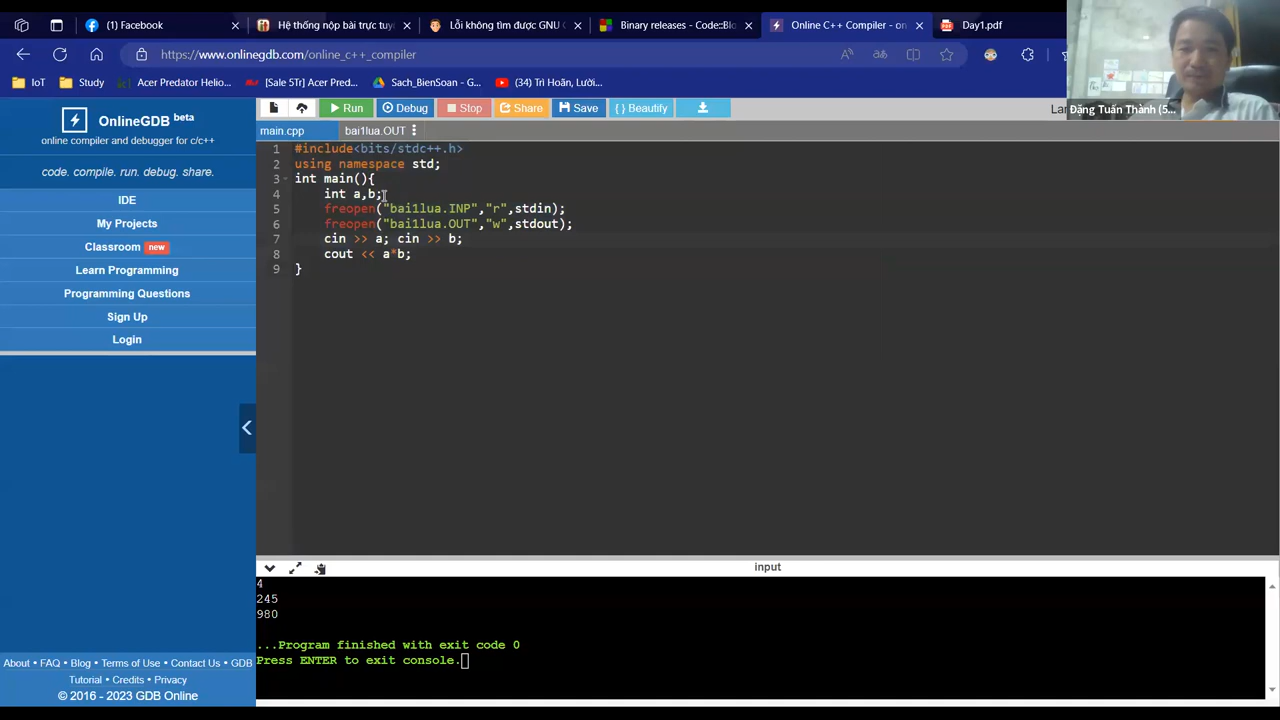 (1) Facebook
Hệ thống nộp bài trực tuy
Lỗi không tìm được GNU C
Binary releases - Code::Blo
Online C++ Compiler - on
Day1.pdf
https://www.onlinegdb.com/online_c++_compiler
IoT
Study
Acer Predator Helio...
[Sale 5Tr] Acer Pred...
Sach_BienSoan - G...
(34) Trì Hoãn, Lười...
Đặng Tuấn Thành (5...
OnlineGDB beta
online compiler and debugger for c/c++
code. compile. run. debug. share.
IDE
My Projects
Classroom new
Learn Programming
Programming Questions
Sign Up
Login
About • FAQ • Blog • Terms of Use • Contact Us • GDB
Tutorial • Credits • Privacy
© 2016 - 2023 GDB Online
Run
Debug
Stop
Share
Save
{ } Beautify
main.cpp
bai1lua.OUT
1 #include<bits/stdc++.h>
2 using namespace std;
3 int main(){
4 int a,b;
5 freopen("bai1lua.INP","r",stdin);
6 freopen("bai1lua.OUT","w",stdout);
7 cin >> a; cin >> b;
8 cout << a*b;
9 }
input
4
245
980
...Program finished with exit code 0
Press ENTER to exit console.